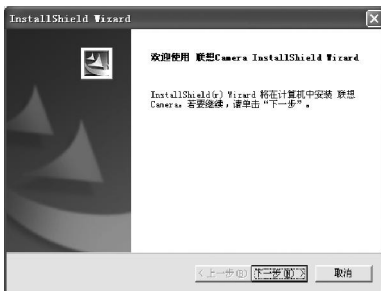 InstallShield Wizard
欢迎使用 联想Camera InstallShield Wizard
InstallShield(r) Wizard 将在计算机中安装 联想
Camera。若要继续，请单击“下一步”。
< 上一步(B) 下一步(N) > 取消